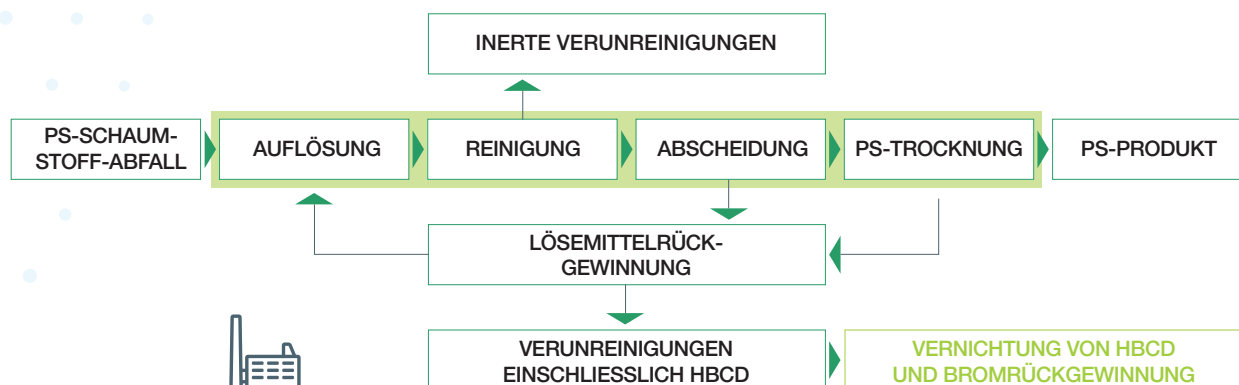 INERTE VERUNREINIGUNGEN
PS-SCHAUM-
STOFF-ABFALL
AUFLÖSUNG
REINIGUNG
ABSCHEIDUNG
PS-TROCKNUNG
PS-PRODUKT
LÖSEMITTELRÜCK-
GEWINNUNG
VERUNREINIGUNGEN
EINSCHLIESSLICH HBCD
VERNICHTUNG VON HBCD
UND BROMRÜCKGEWINNUNG